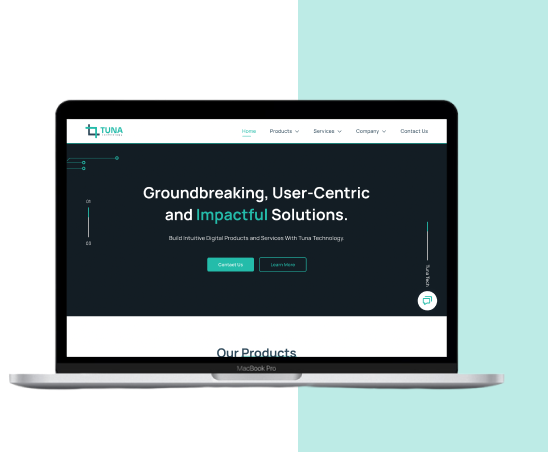 TUNA
Home Products Services Company Contact Us
01
03
Groundbreaking, User-Centric
and Impactful Solutions.
Build Intuitive Digital Products and Services With Tuna Technology.
Contact Us Learn More
Tuna Tech
Our Products
MacBook Pro